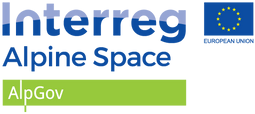 Interreg
EUROPEAN UNION
Alpine Space
AlpGov